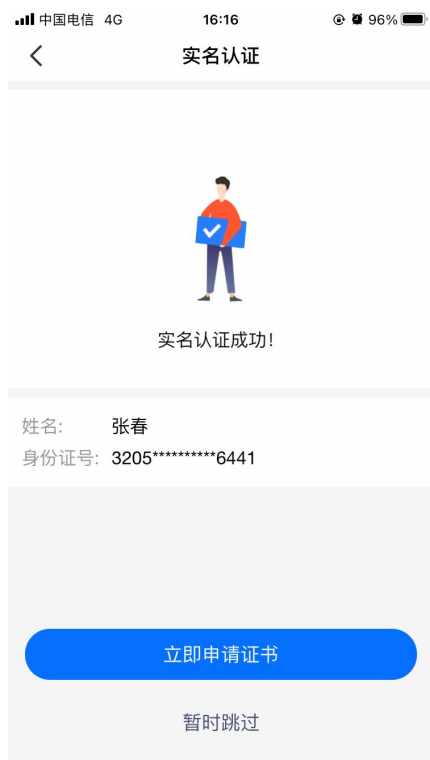 中国电信 4G 16:16 96%
实名认证
实名认证成功!
姓名: 张春
身份证号: 3205**********6441
立即申请证书
暂时跳过